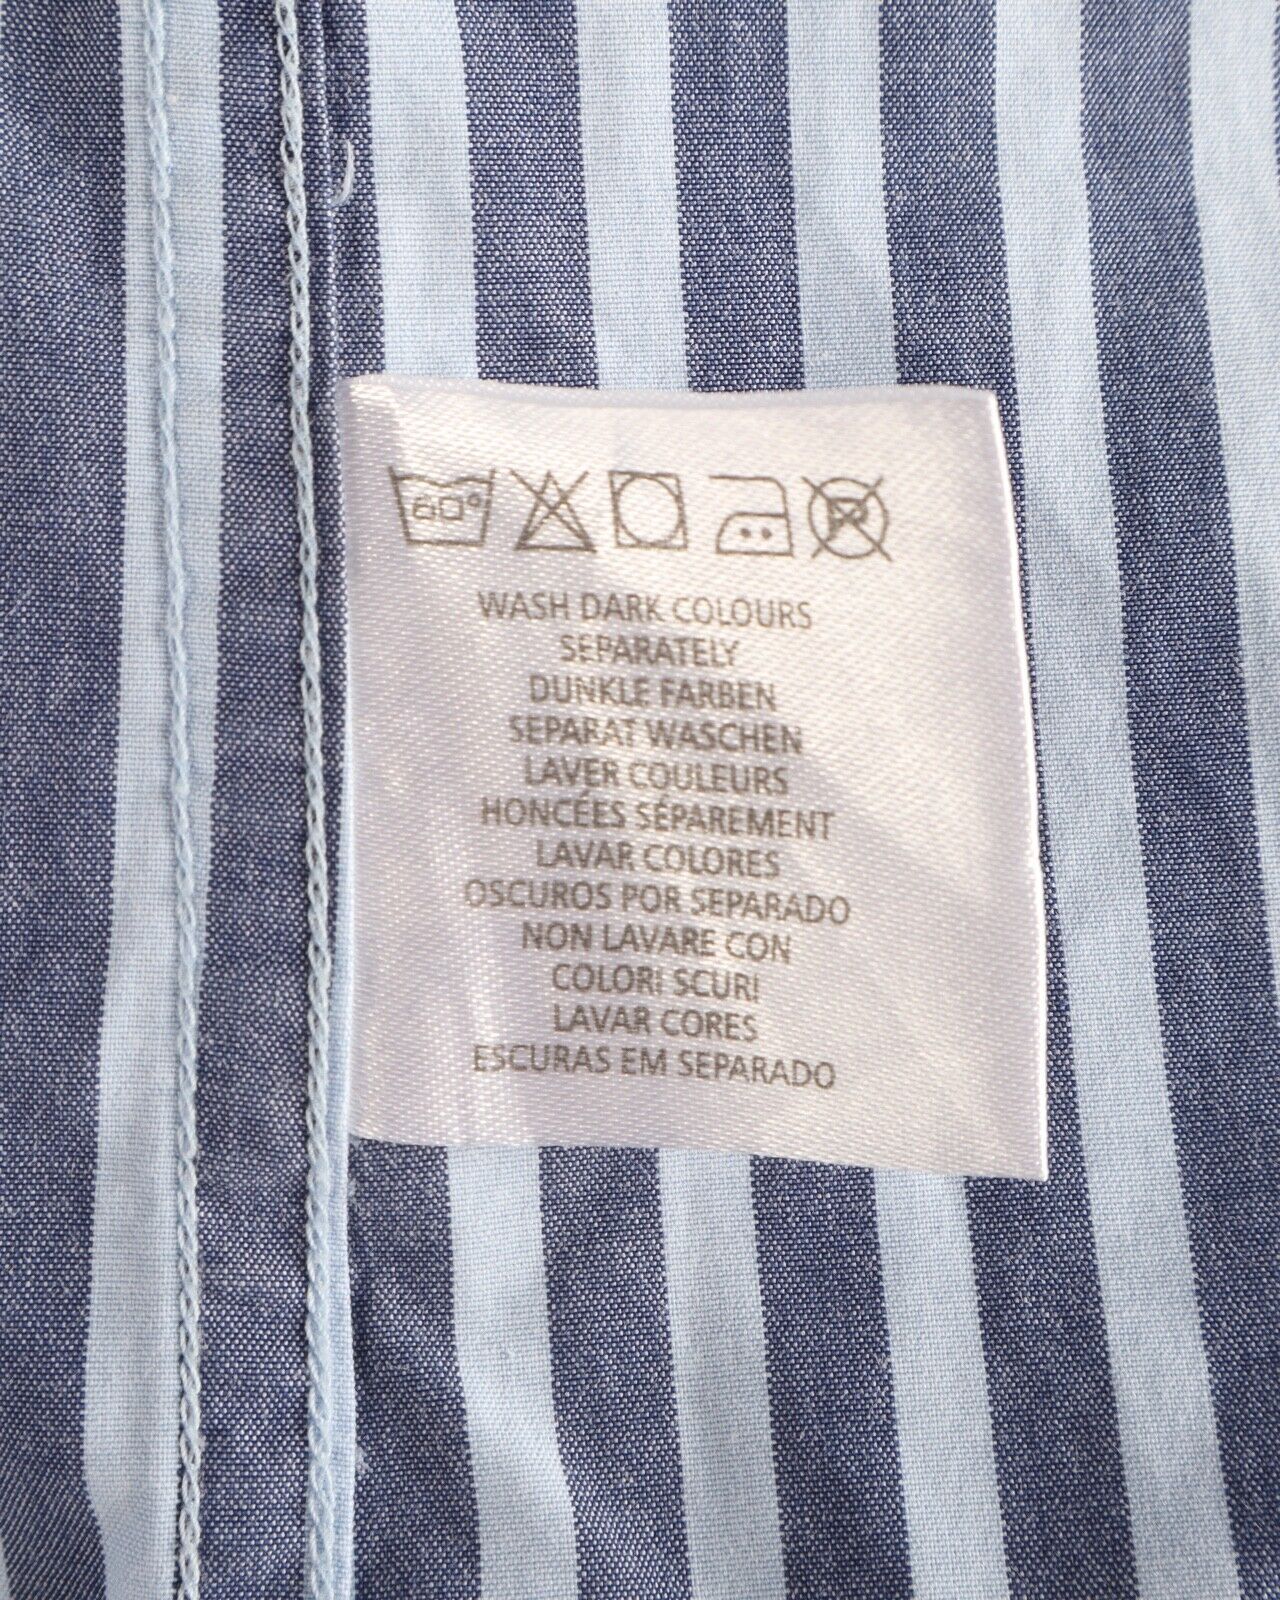 60°
P
WASH DARK COLOURS
SEPARATELY
DUNKLE FARBEN
SEPARAT WASCHEN
LAVER COULEURS
HONCÉES SÉPAREMENT
LAVAR COLORES
OSCUROS POR SEPARADO
NON LAVARE CON
COLORI SCURI
LAVAR CORES
ESCURAS EM SEPARADO